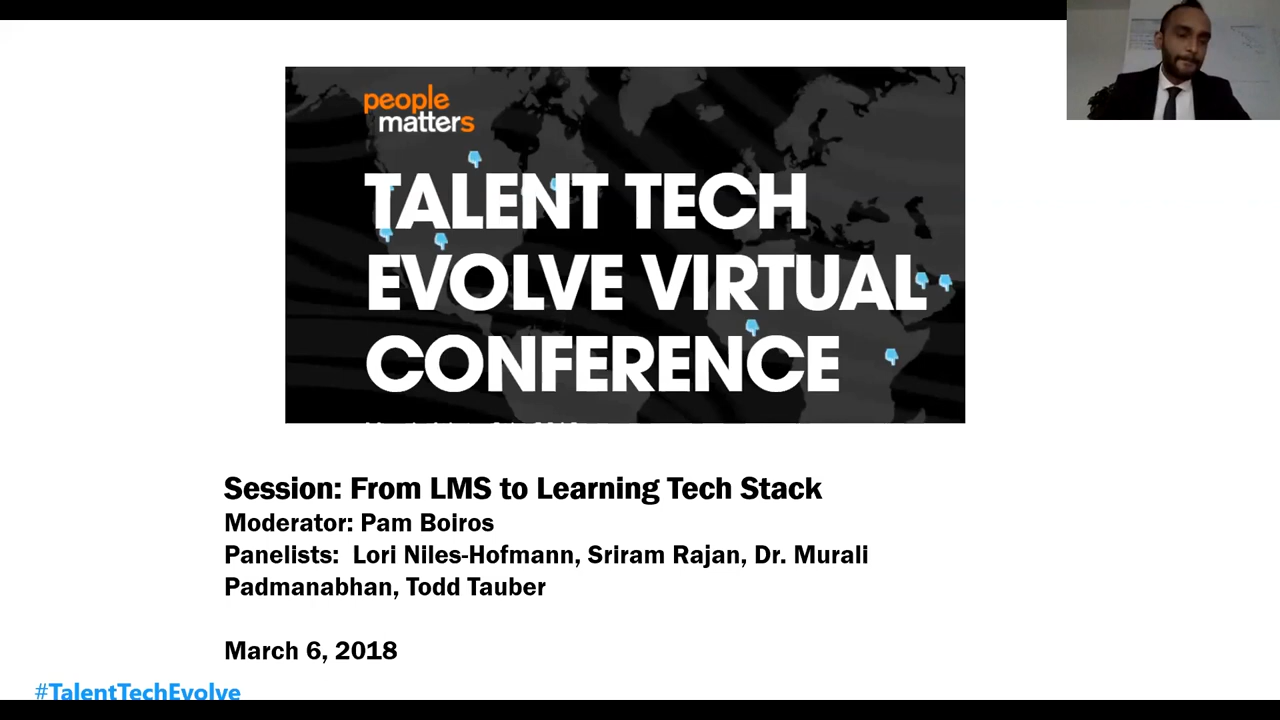 people
matters
TALENT TECH
EVOLVE VIRTUAL
CONFERENCE
Session: From LMS to Learning Tech Stack
Moderator: Pam Boiros
Panelists: Lori Niles-Hofmann, Sriram Rajan, Dr. Murali
Padmanabhan, Todd Tauber
March 6, 2018
#TalentTechEvolve